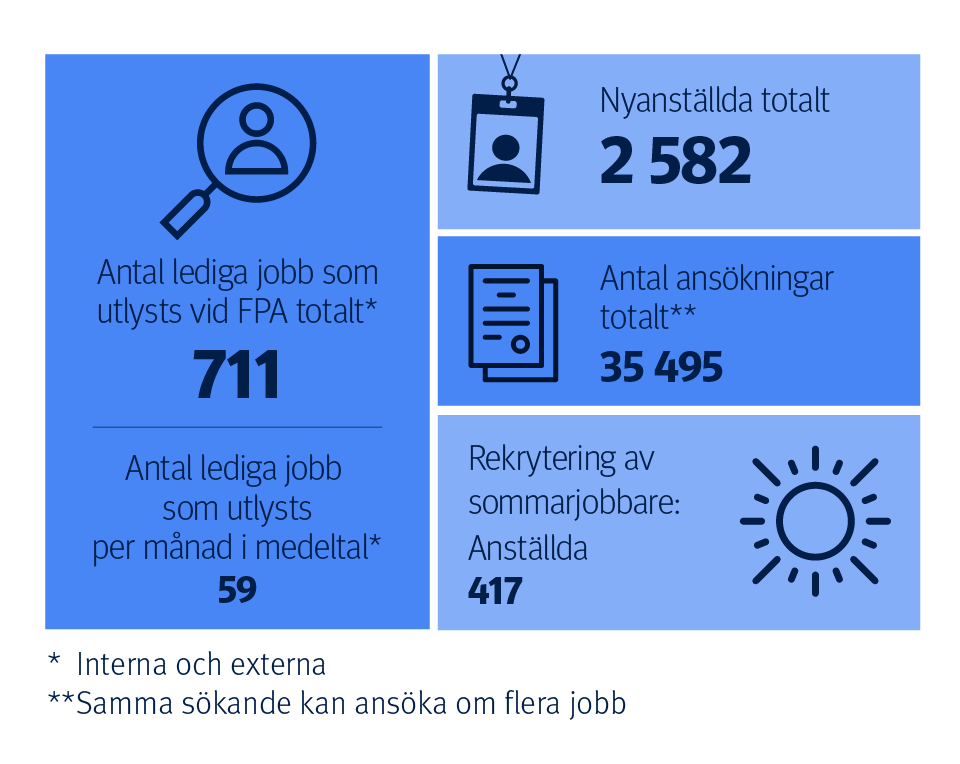 Antal lediga jobb som
utlysts vid FPA totalt*
711
Antal lediga jobb
som utlysts
per månad i medeltal*
59
Nyanställda totalt
2 582
Antal ansökningar
totalt**
35 495
Rekrytering av
sommarjobbare:
Anställda
417
* Interna och externa
**Samma sökande kan ansöka om flera jobb